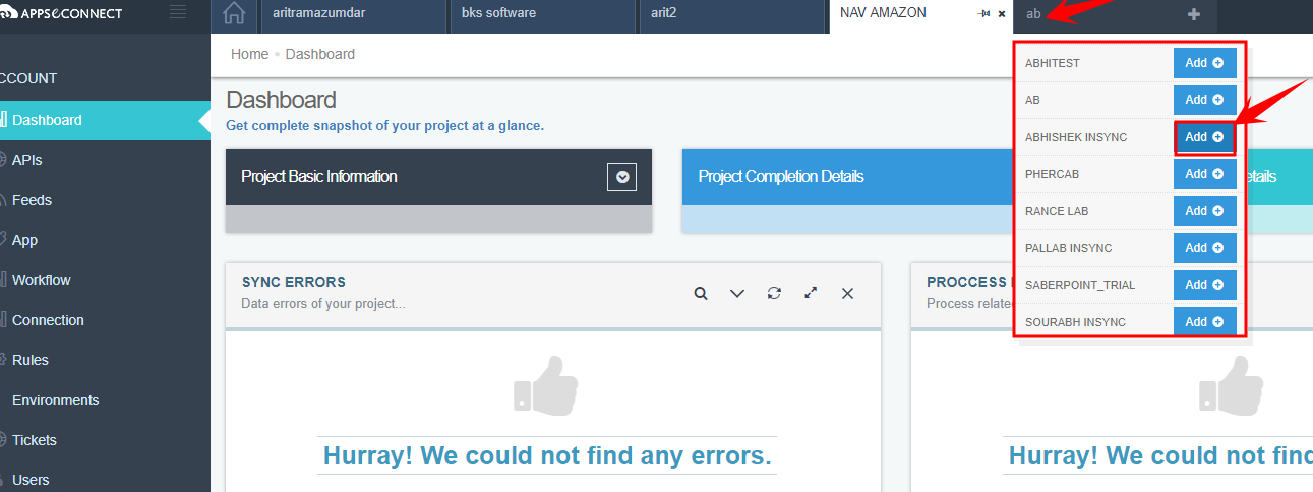 APPSeCONNECT
aritramazumdar
bks software
arit2
NAV AMAZON
ab
Home
Dashboard
CCOUNT
Dashboard
APIs
Feeds
App
Workflow
Connection
Rules
Environments
Tickets
Users
Dashboard
Get complete snapshot of your project at a glance.
Project Basic Information
Project Completion Details
etails
SYNC ERRORS
Data errors of your project...
Hurray! We could not find any errors.
PROCCESS
Process related
Hurray! We could not find
ABHITEST Add
AB Add
ABHISHEK INSYNC Add
PHERCAB Add
RANCE LAB Add
PALLAB INSYNC Add
SABERPOINT_TRIAL Add
SOURABH INSYNC Add